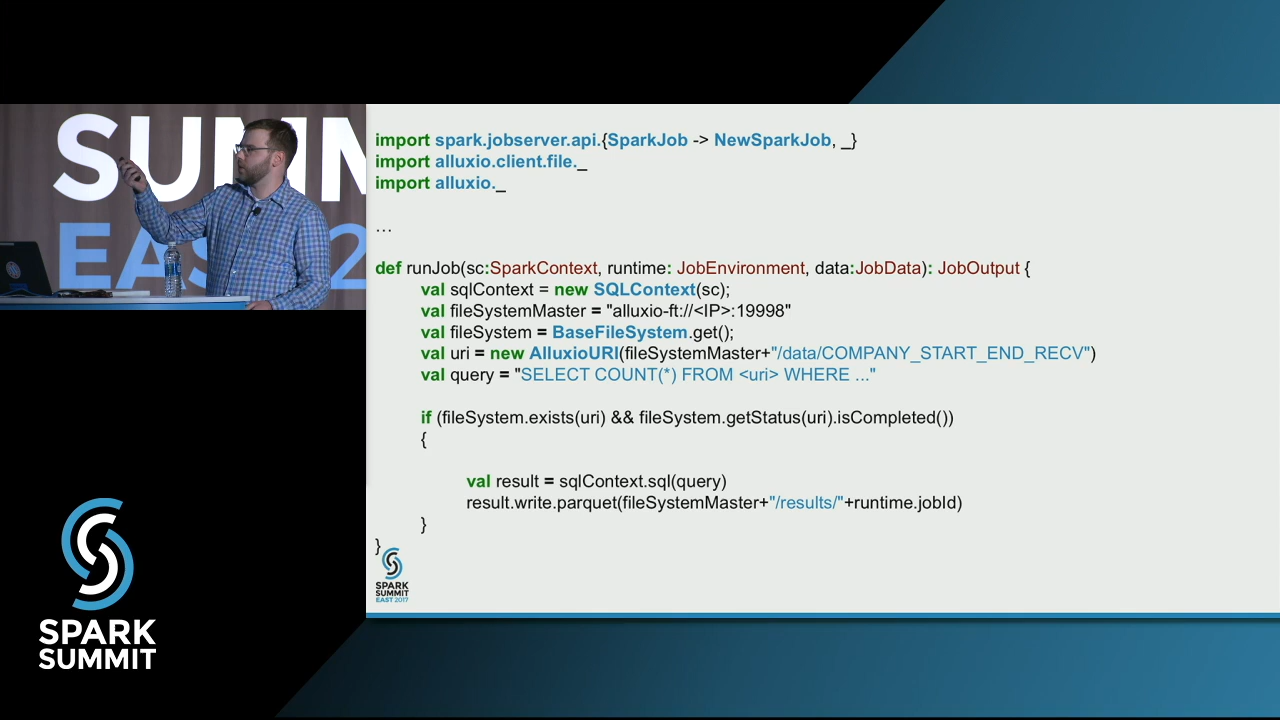 SUMM
EAST 2
import spark.jobserver.api.{SparkJob -> NewSparkJob, _}
import alluxio.client.file._
import alluxio._
...
def runJob(sc:SparkContext, runtime: JobEnvironment, data:JobData): JobOutput {
val sqlContext = new SQLContext(sc);
val fileSystemMaster = "alluxio-ft://<IP>:19998"
val fileSystem = BaseFileSystem.get();
val uri = new AlluxioURI(fileSystemMaster+"/data/COMPANY_START_END_RECV")
val query = "SELECT COUNT(*) FROM <uri> WHERE ..."
if (fileSystem.exists(uri) && fileSystem.getStatus(uri).isCompleted())
{
val result = sqlContext.sql(query)
result.write.parquet(fileSystemMaster+"/results/"+runtime.jobId)
}
}
SPARK
SUMMIT
EAST 2017
SPARK
SUMMIT